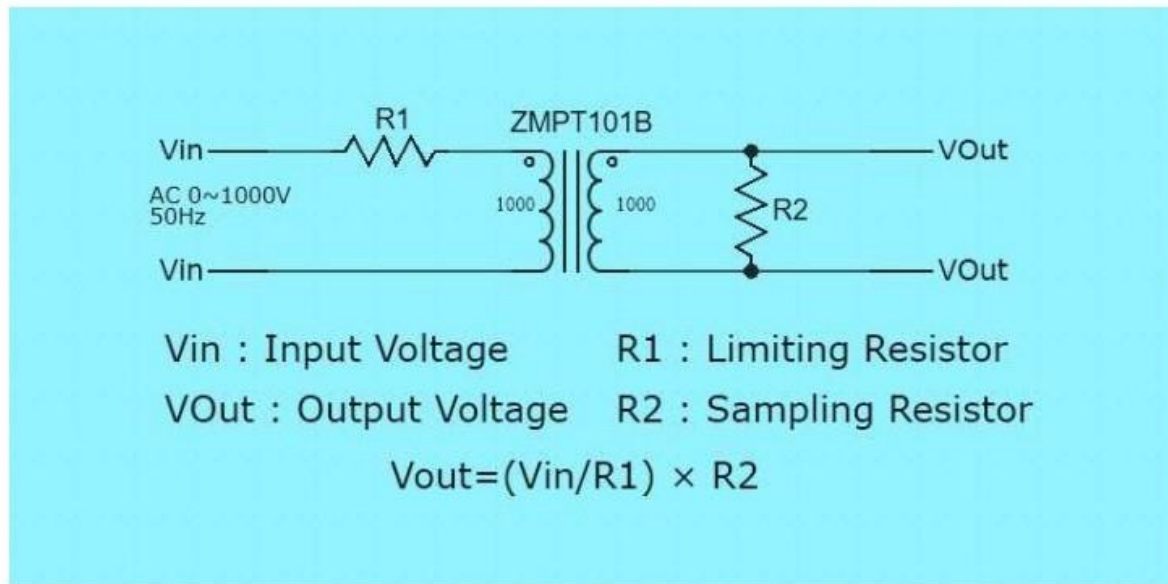 R1
ZMPT101B
Vin
VOut
AC 0~1000V
50Hz
1000
1000
R2
Vin
VOut
Vin : Input Voltage
R1 : Limiting Resistor
VOut : Output Voltage
R2 : Sampling Resistor
Vout=(Vin/R1) × R2